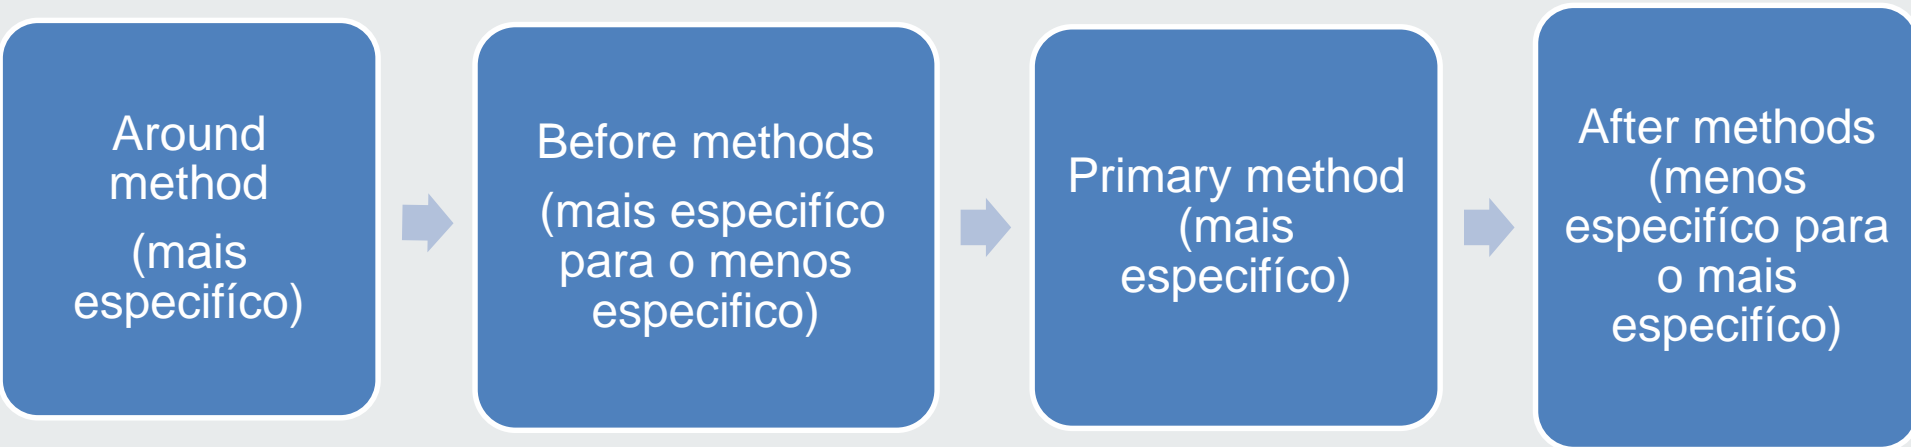 Around
method
(mais
especifíco)
Before methods
(mais especifíco
para o menos
especifico)
Primary method
(mais
especifíco)
After methods
(menos
especifíco para
o mais
especifíco)